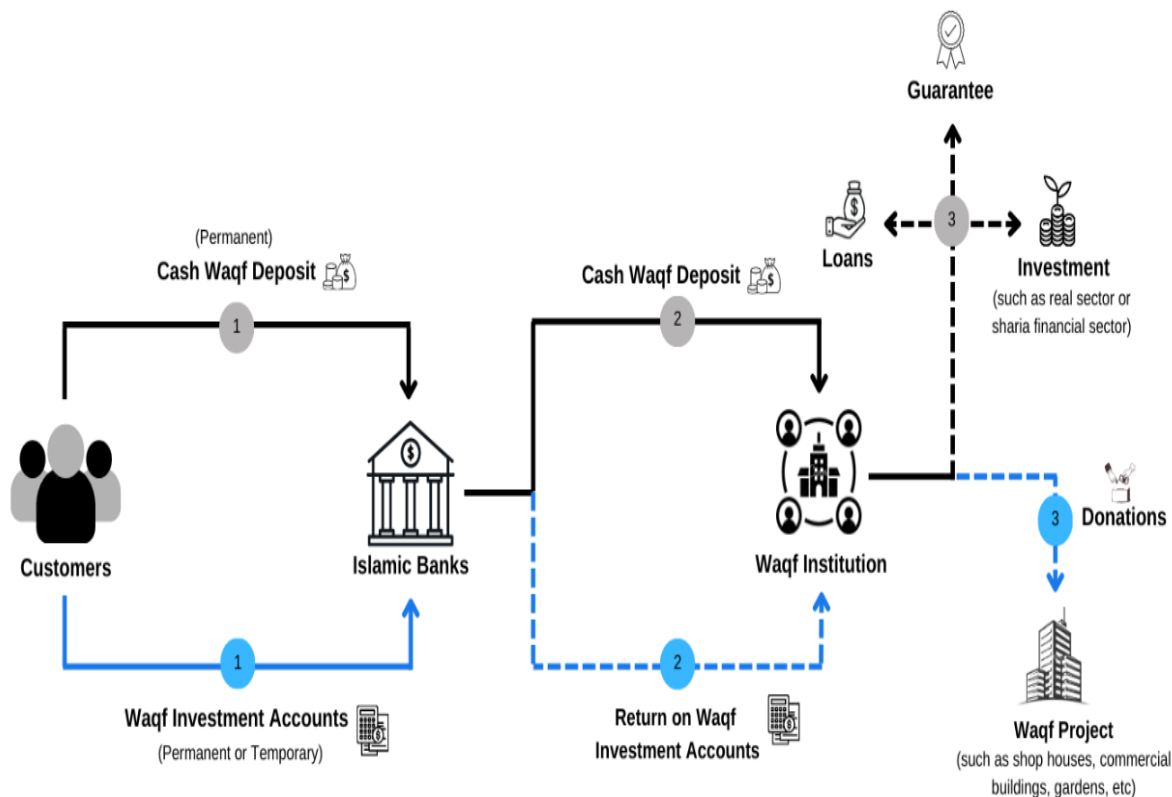 Guarantee
3
Loans
Investment
(such as real sector or
sharia financial sector)
(Permanent)
Cash Waqf Deposit
$
1
Cash Waqf Deposit
$
2
$
Customers
$
Islamic Banks
Waqf Institution
3
Donations
1
Waqf Investment Accounts
$
(Permanent or Temporary)
2
Return on Waqf
Investment Accounts
$
Waqf Project
(such as shop houses, commercial
buildings, gardens, etc)